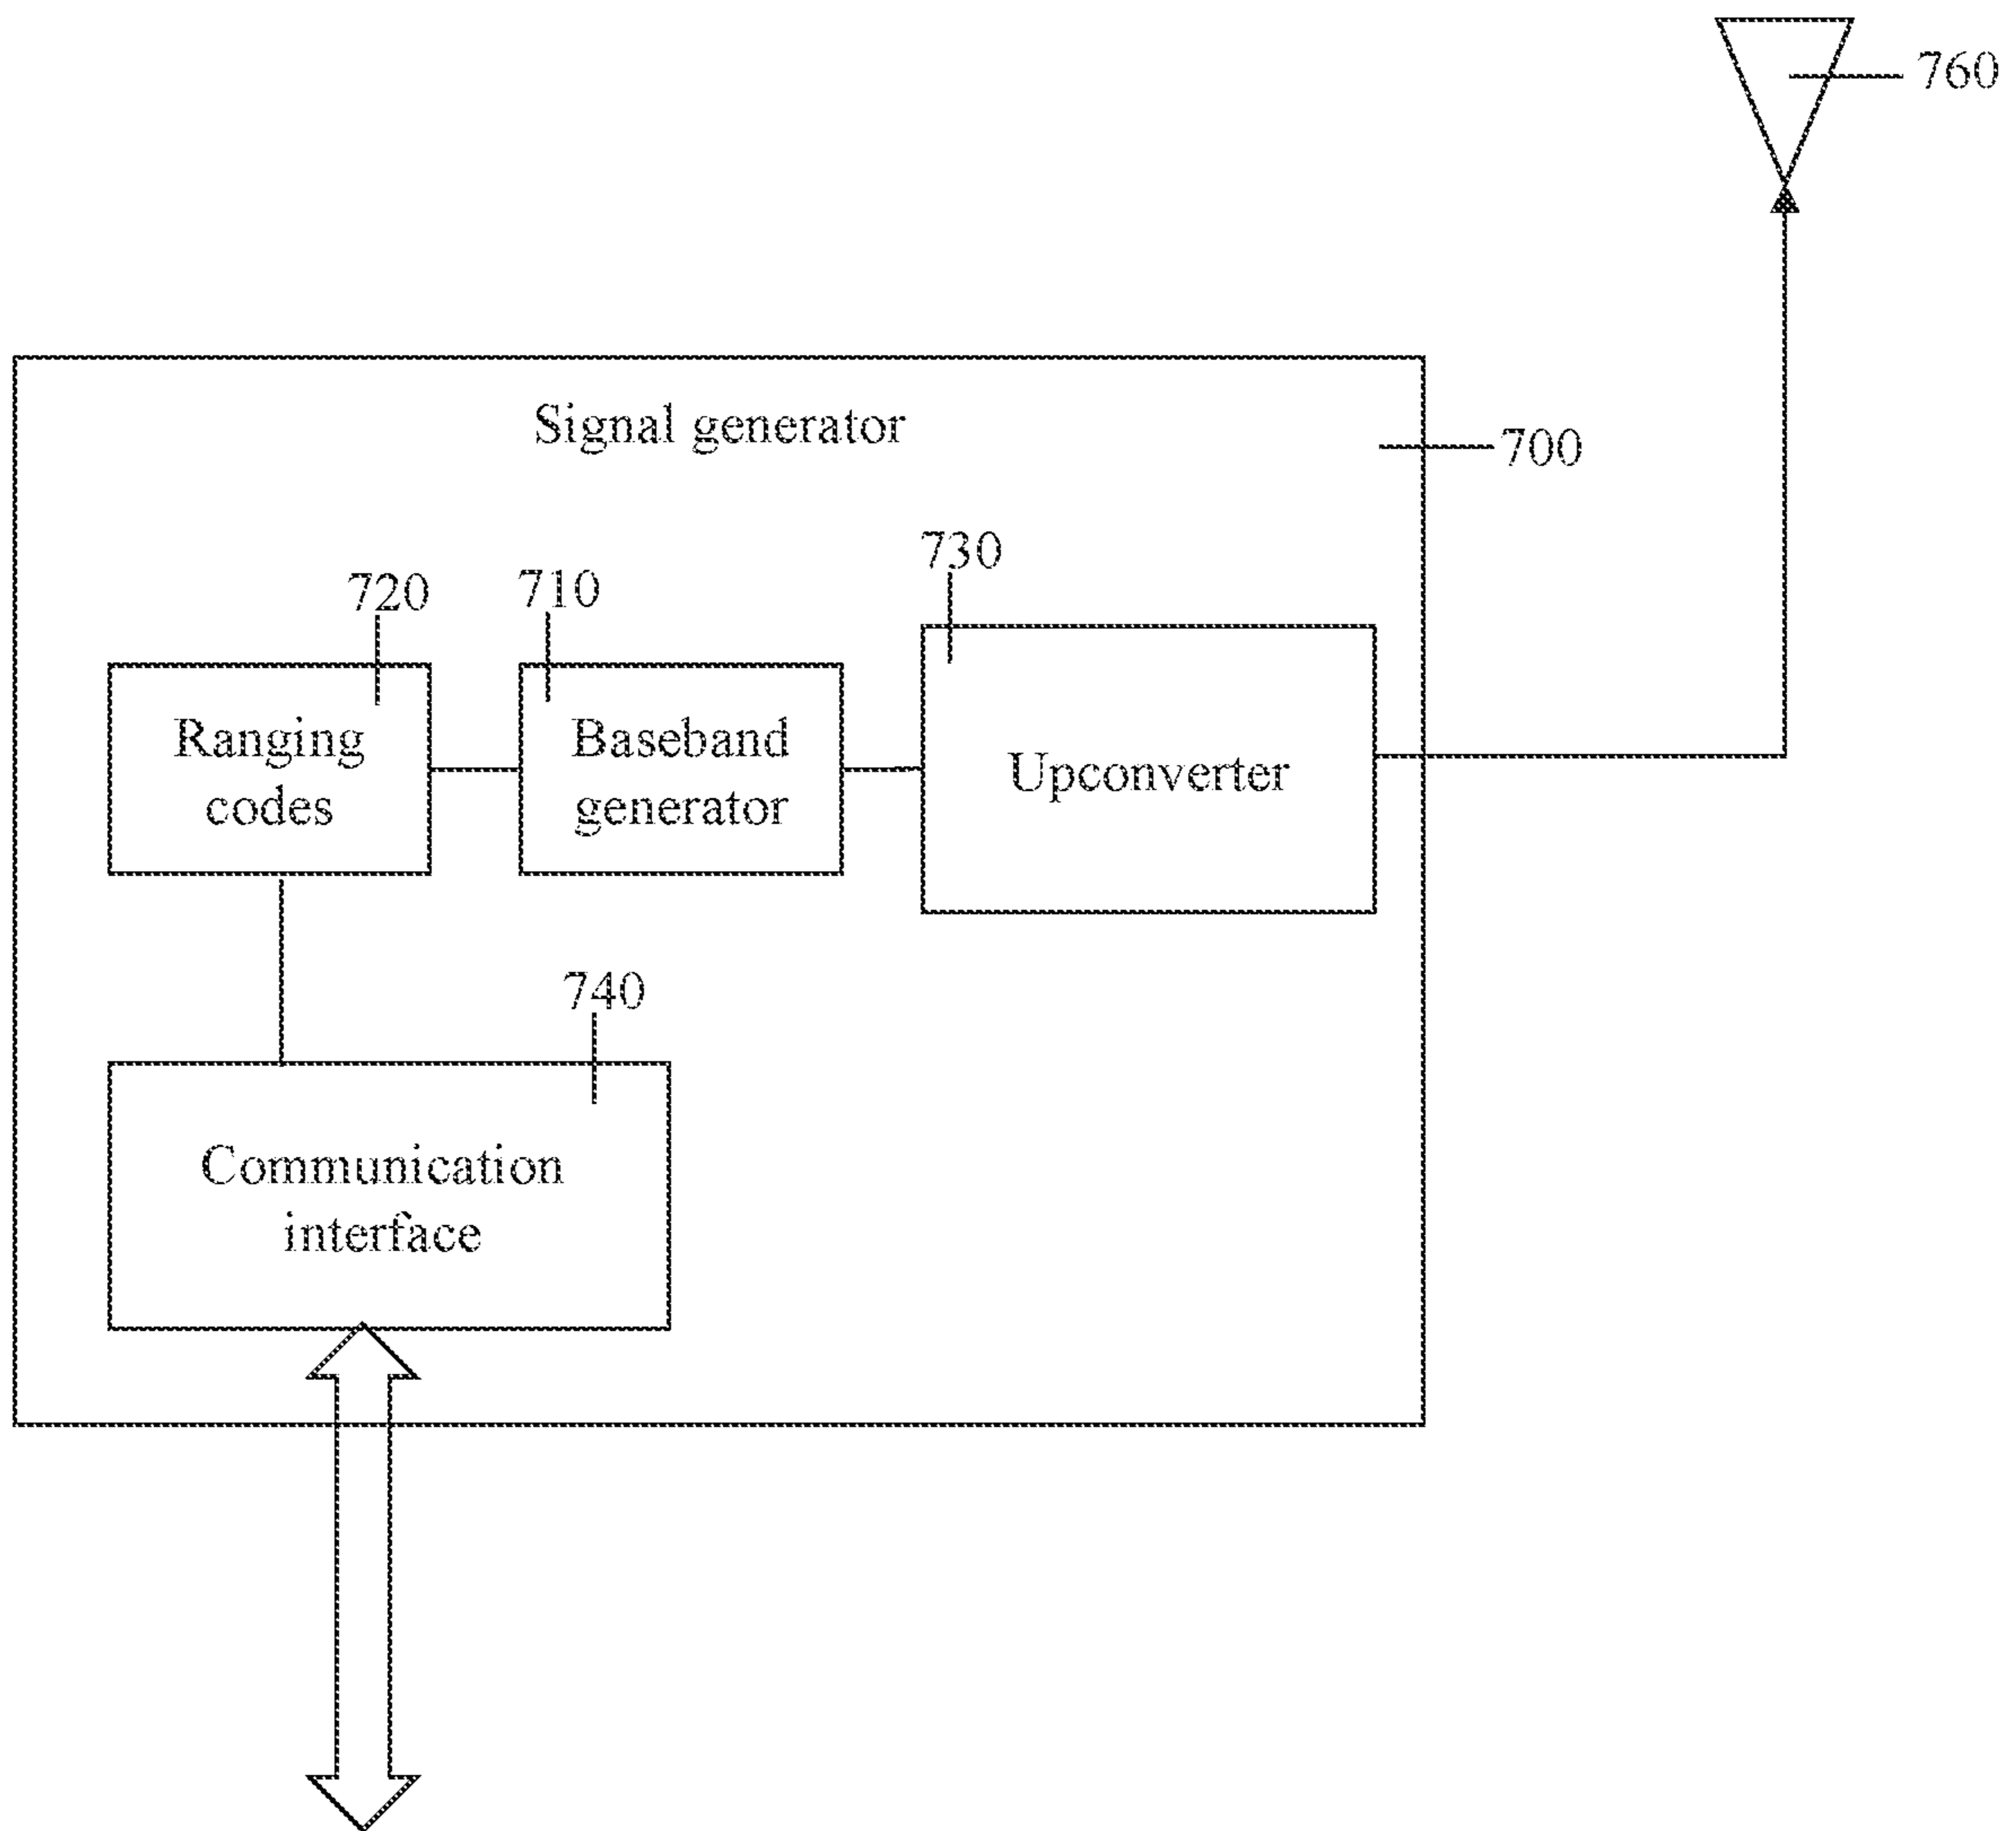 760
Signal generator
700
730
720
710
Ranging
codes
Baseband
generator
Upconverter
740
Communication
interface